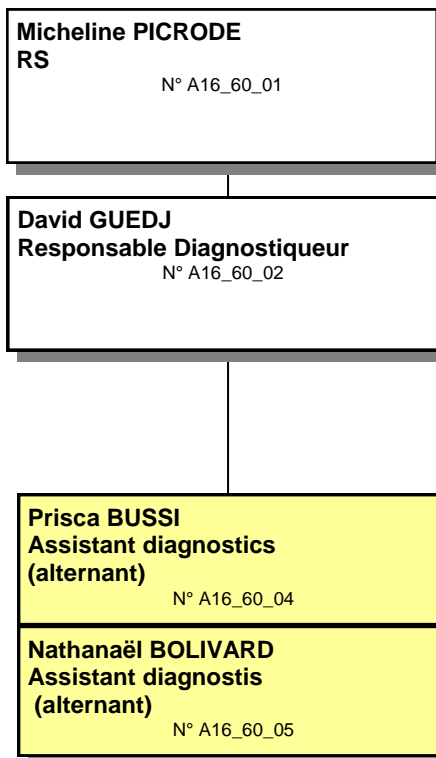 Micheline PICRODE
RS
N° A16_60_01
David GUEDJ
Responsable Diagnostiqueur
N° A16_60_02
Prisca BUSSI
Assistant diagnostics
(alternant)
N° A16_60_04
Nathanaël BOLIVARD
Assistant diagnostis
(alternant)
N° A16_60_05